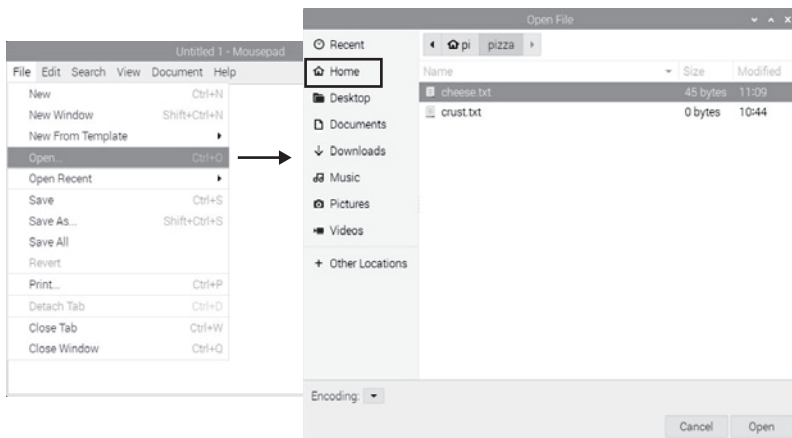 Untitled 1 - Mousepad
File Edit Search View Document Help
New Ctrl+N
New Window Shift+Ctrl+N
New From Template
Open... Ctrl+O
Open Recent
Save Ctrl+S
Save As... Shift+Ctrl+S
Save All
Revert
Print... Ctrl+P
Detach Tab Ctrl+D
Close Tab Ctrl+W
Close Window Ctrl+Q
Open File
Recent
Home
Desktop
Documents
Downloads
Music
Pictures
Videos
+ Other Locations
pi pizza
Name Size Modified
cheese.txt 45 bytes 11:09
crust.txt 0 bytes 10:44
Encoding:
Cancel Open